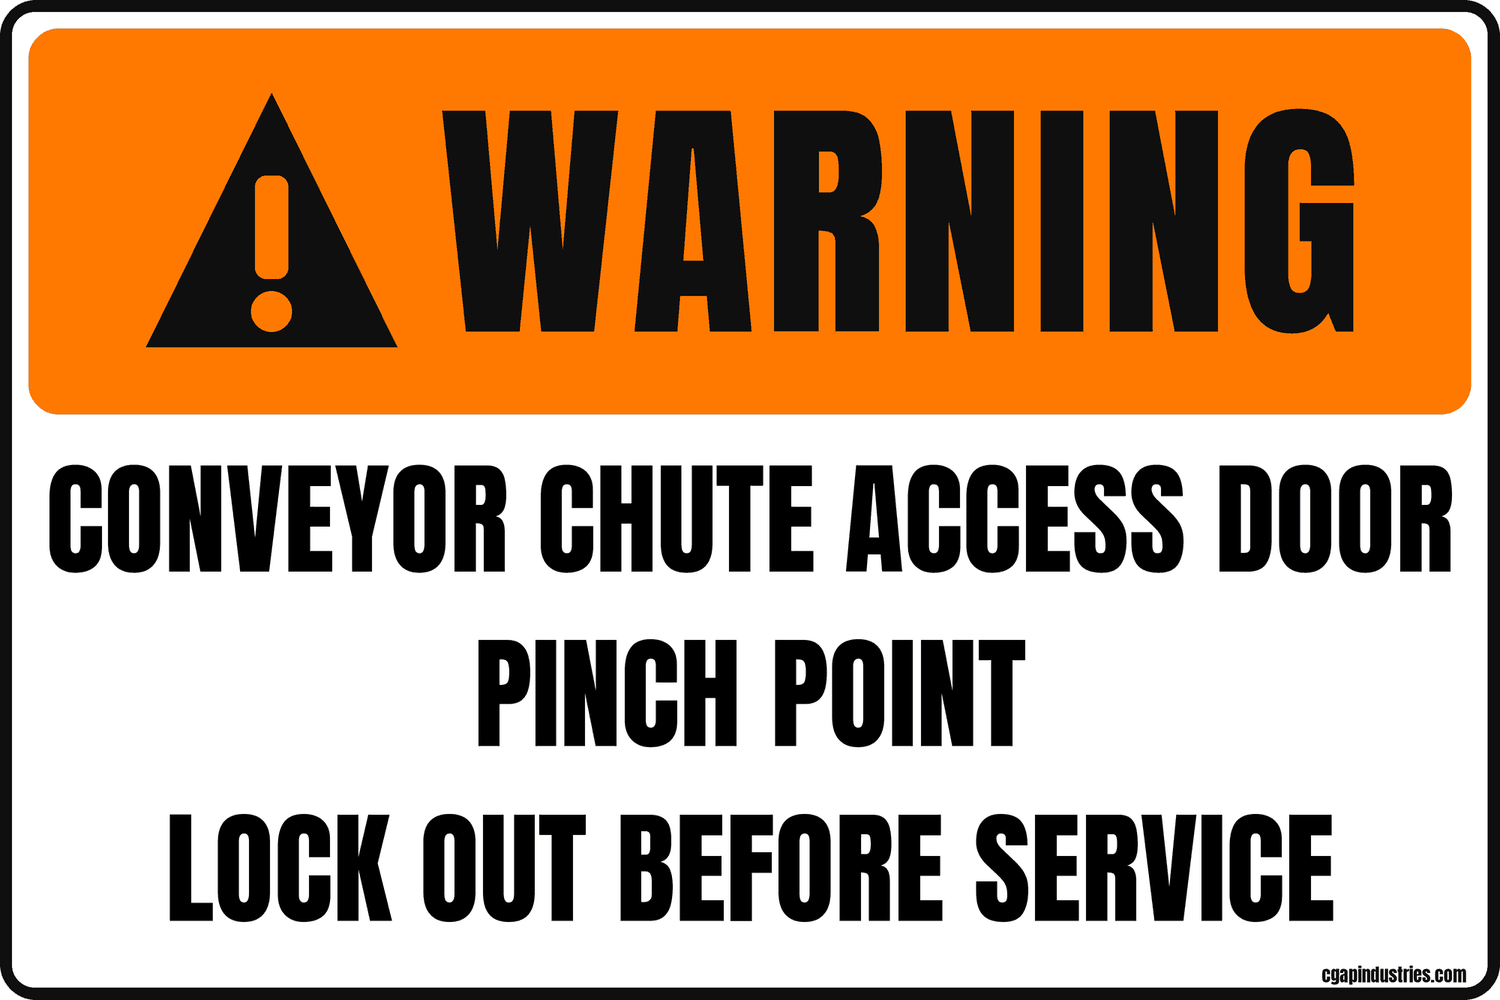 WARNING
CONVEYOR CHUTE ACCESS DOOR
PINCH POINT
LOCK OUT BEFORE SERVICE
cgapindustries.com